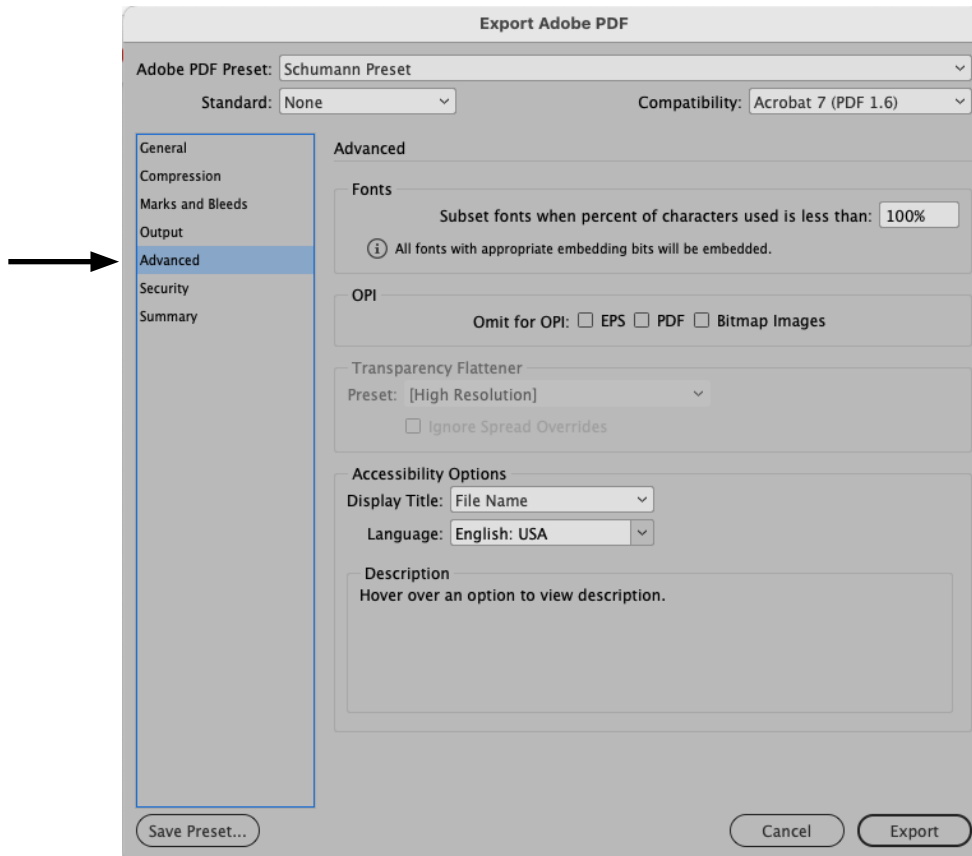 Export Adobe PDF
Adobe PDF Preset: Schumann Preset
Standard: None Compatibility: Acrobat 7 (PDF 1.6)
General
Compression
Marks and Bleeds
Output
Advanced
Security
Summary
Advanced
Fonts
Subset fonts when percent of characters used is less than: 100%
All fonts with appropriate embedding bits will be embedded.
OPI
Omit for OPI: EPS PDF Bitmap Images
Transparency Flattener
Preset: [High Resolution]
Ignore Spread Overrides
Accessibility Options
Display Title: File Name
Language: English: USA
Description
Hover over an option to view description.
Save Preset... Cancel Export